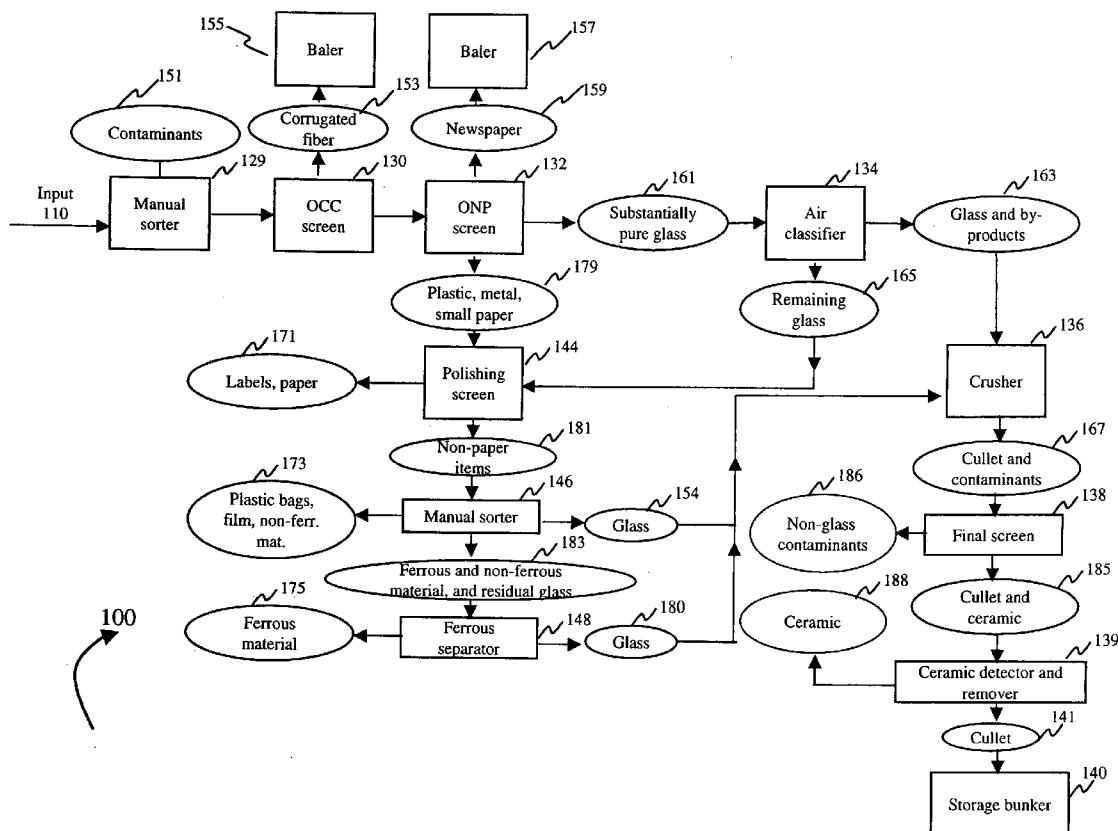 155
Baler
Baler
157
151
153
159
Contaminants
Corrugated
fiber
Newspaper
129
130
132
161
134
163
Input
110
Manual
sorter
OCC
screen
ONP
screen
Substantially
pure glass
Air
classifier
Glass and by-
products
179
165
Plastic, metal,
small paper
Remaining
glass
171
144
136
Labels, paper
Polishing
screen
Crusher
181
167
Non-paper
items
Cullet and
contaminants
173
146
154
186
138
Plastic bags,
film, non-ferr.
mat.
Manual sorter
Glass
Non-glass
contaminants
Final screen
183
185
Ferrous and non-ferrous
material, and residual glass
188
Cullet and
ceramic
175
148
180
100
Ferrous
material
Ferrous
separator
Glass
Ceramic
139
Ceramic detector and
remover
141
Cullet
140
Storage bunker